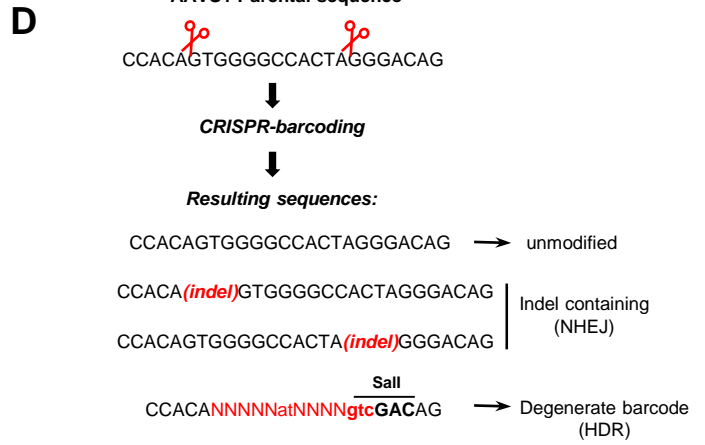 D
CCACAGTGGGGCCACTAGGGACAG
CRISPR-barcoding
Resulting sequences:
CCACAGTGGGGCCACTAGGGACAG unmodified
CCACA(indel)GTGGGGCCACTAGGGACAG
Indel containing
(NHEJ)
CCACAGTGGGGCCACTA(indel)GGGACAG
SalI
CCACANNNNNatNNNNgtcGACAG Degenerate barcode
(HDR)